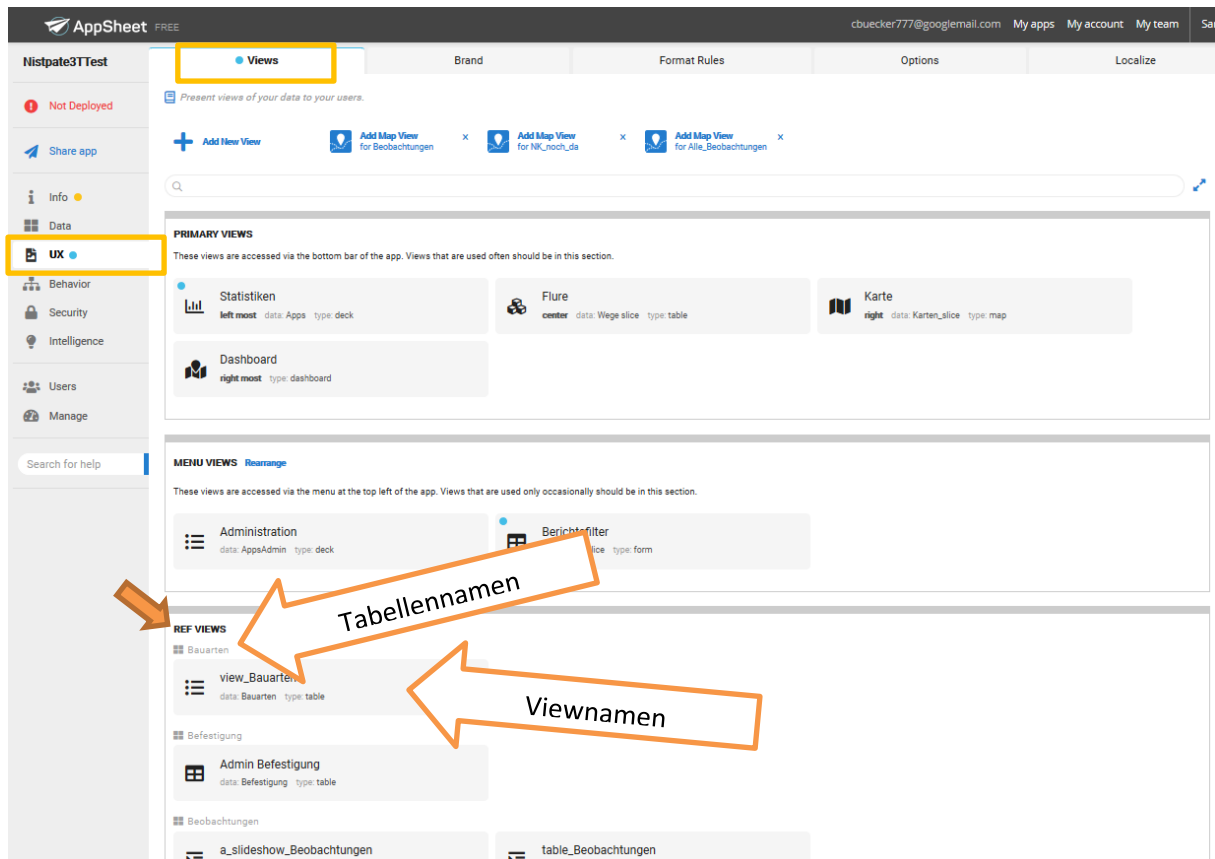 AppSheet FREE
cbuecker777@googlemail.com My apps My account My team
Nistpate3TTest
Views Brand Format Rules Options Localize
Not Deployed
Share app
Info
Data
UX
Behavior
Security
Intelligence
Users
Manage
Search for help
Present views of your data to your users.
Add New View
Add Map View
for Beobachtungen
x
Add Map View
for NK_noch_da
x
Add Map View
for Alle_Beobachtungen
x
PRIMARY VIEWS
These views are accessed via the bottom bar of the app. Views that are used often should be in this section.
Statistiken
left most data: Apps type: deck
Flure
center data: Wege slice type: table
Karte
right data: Karten_slice type: map
Dashboard
right most type: dashboard
MENU VIEWS Rearrange
These views are accessed via the menu at the top left of the app. Views that are used only occasionally should be in this section.
Administration
data: AppsAdmin type: deck
Berichtsfilter
type: form
Tabellennamen
REF VIEWS
Bauarten
view_Bauarten
data: Bauarten type: table
Viewnamen
Befestigung
Admin Befestigung
data: Befestigung type: table
Beobachtungen
a_slideshow_Beobachtungen
table_Beobachtungen